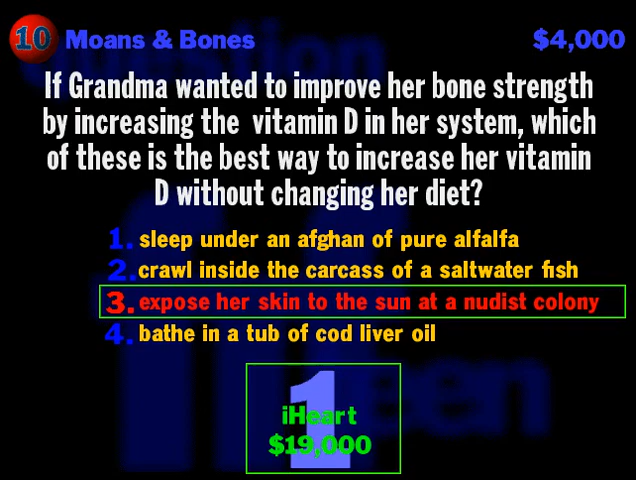 10 Moans & Bones $4,000
If Grandma wanted to improve her bone strength
by increasing the vitamin D in her system, which
of these is the best way to increase her vitamin
D without changing her diet?
1. sleep under an afghan of pure alfalfa
2. crawl inside the carcass of a saltwater fish
3. expose her skin to the sun at a nudist colony
4. bathe in a tub of cod liver oil
1
iHeart
$19,000